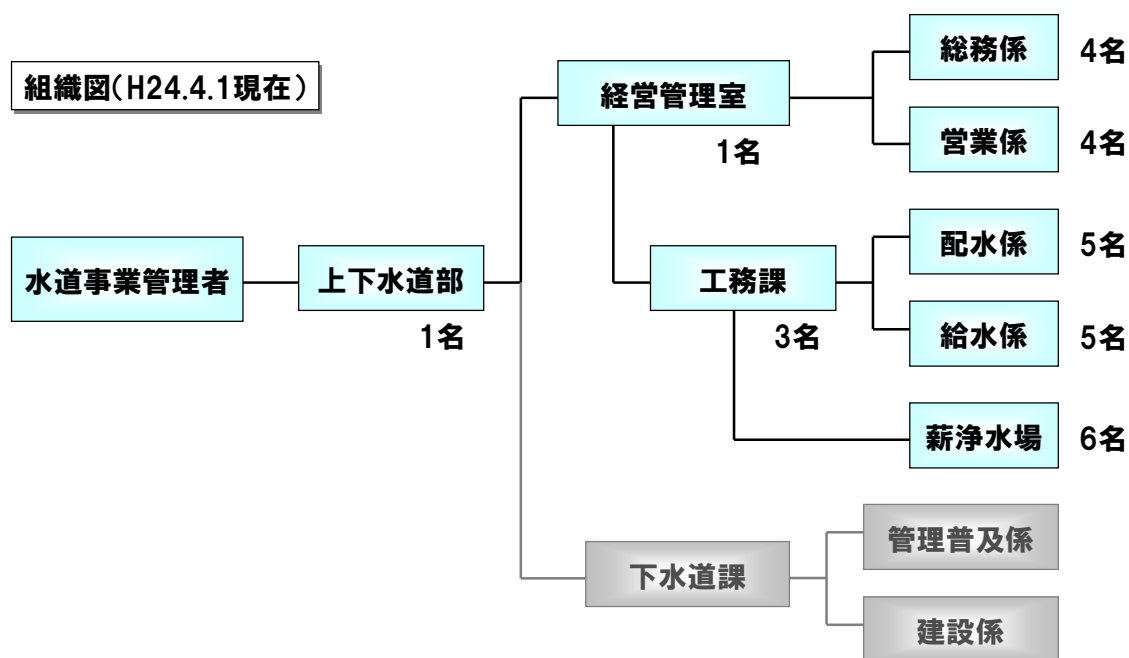 組織図(H24.4.1現在)
水道事業管理者
上下水道部
1名
経営管理室
1名
総務係 4名
営業係 4名
工務課
3名
配水係 5名
給水係 5名
薪浄水場 6名
下水道課
管理普及係
建設係